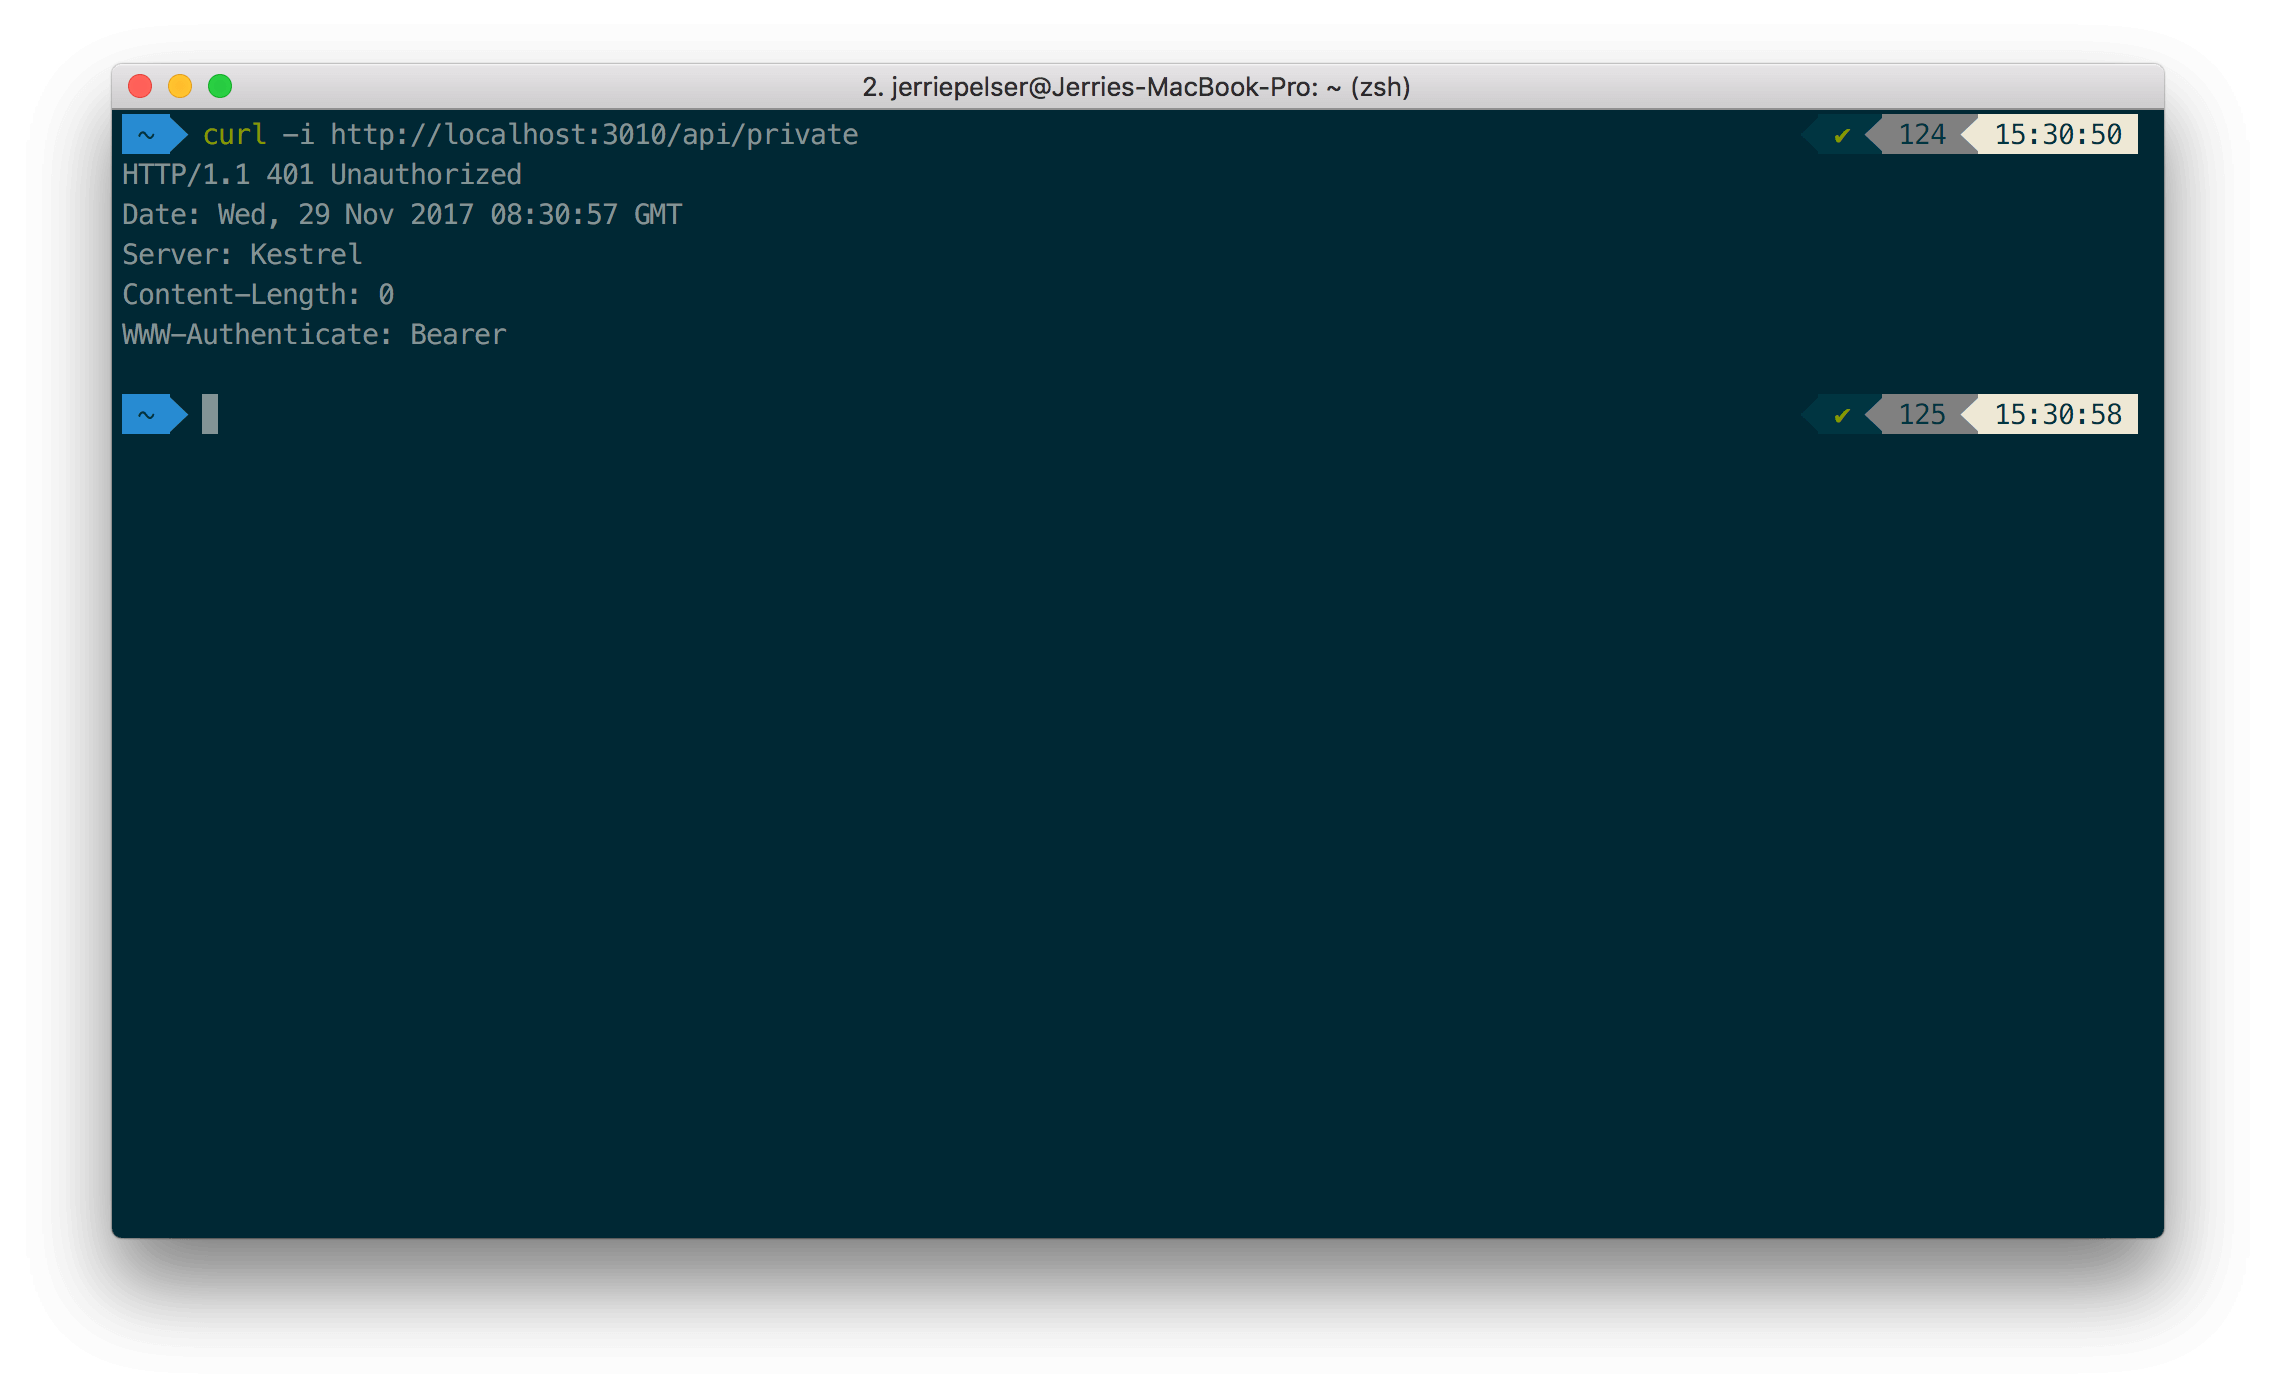 2. jerriepelser@Jerries-MacBook-Pro: ~ (zsh)
~ curl -i http://localhost:3010/api/private ✔ 124 15:30:50
HTTP/1.1 401 Unauthorized
Date: Wed, 29 Nov 2017 08:30:57 GMT
Server: Kestrel
Content-Length: 0
WWW-Authenticate: Bearer
~ ✔ 125 15:30:58